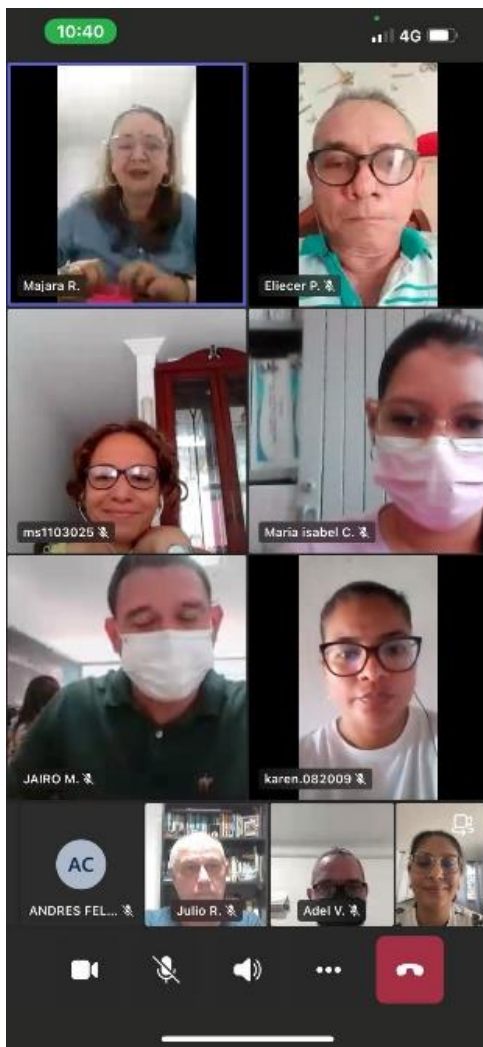 10:40
4G
Majara R.
Eliecer P.
ms1103025
Maria isabel C.
JAIRO M.
karen.082009
AC
ANDRES FEL...
Julio R.
Adel V.